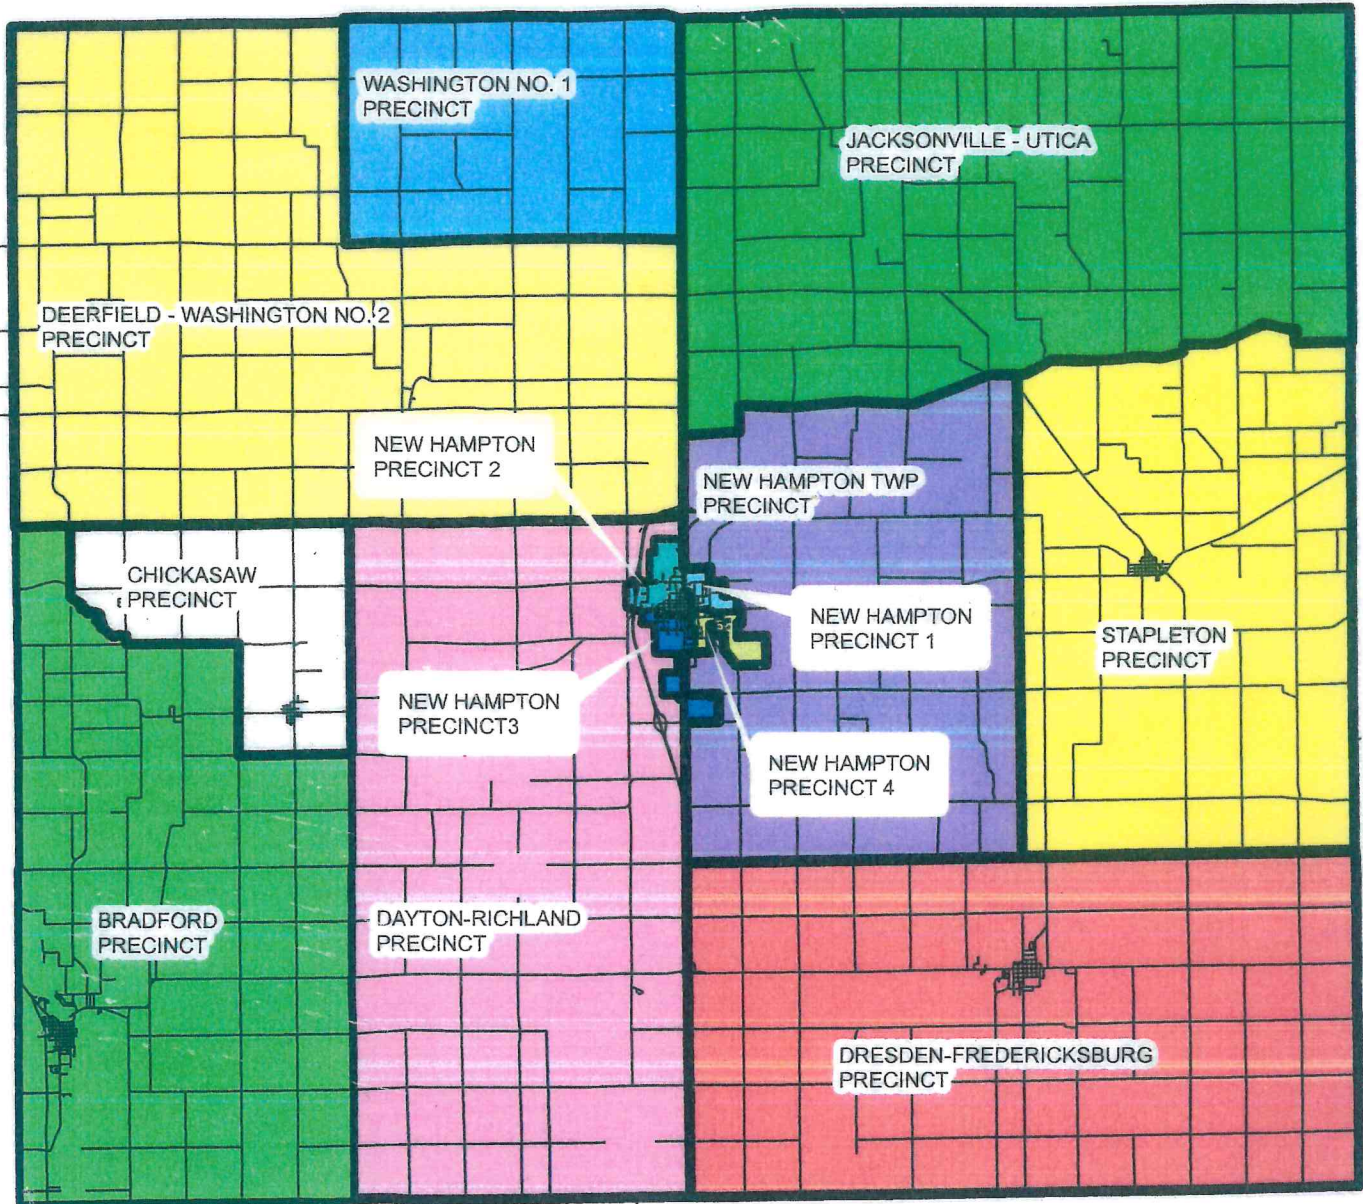 WASHINGTON NO. 1
PRECINCT
JACKSONVILLE - UTICA
PRECINCT
DEERFIELD - WASHINGTON NO. 2
PRECINCT
NEW HAMPTON
PRECINCT 2
NEW HAMPTON TWP
PRECINCT
CHICKASAW
PRECINCT
NEW HAMPTON
PRECINCT 1
STAPLETON
PRECINCT
NEW HAMPTON
PRECINCT3
NEW HAMPTON
PRECINCT 4
BRADFORD
PRECINCT
DAYTON-RICHLAND
PRECINCT
DRESDEN-FREDERICKSBURG
PRECINCT